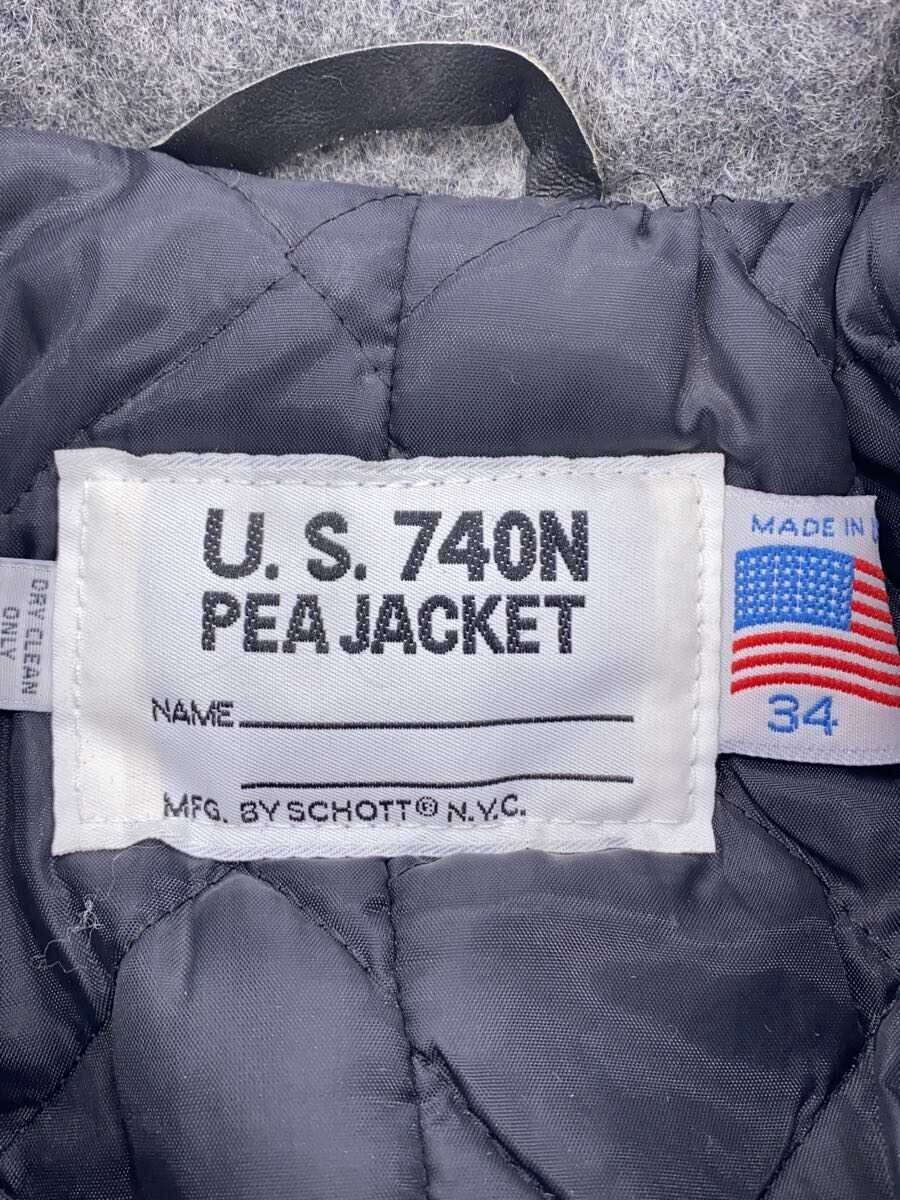 U. S. 740N
PEA JACKET
NAME
MFG. BY SCHOTT© N.Y.C.
MADE IN
34
DRY CLEAN
ONLY